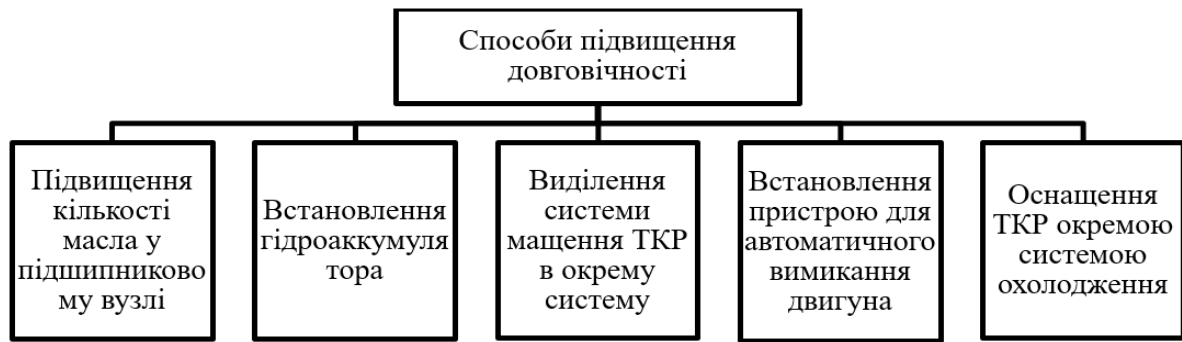 Способи підвищення
довговічності
Підвищення
кількості
масла у
підшипниково
му вузлі
Встановлення
гідроаккумуля
тора
Виділення
системи
мащення ТКР
в окрему
систему
Встановлення
пристрою для
автоматичного
вимикання
двигуна
Оснащення
ТКР окремою
системою
охолодження